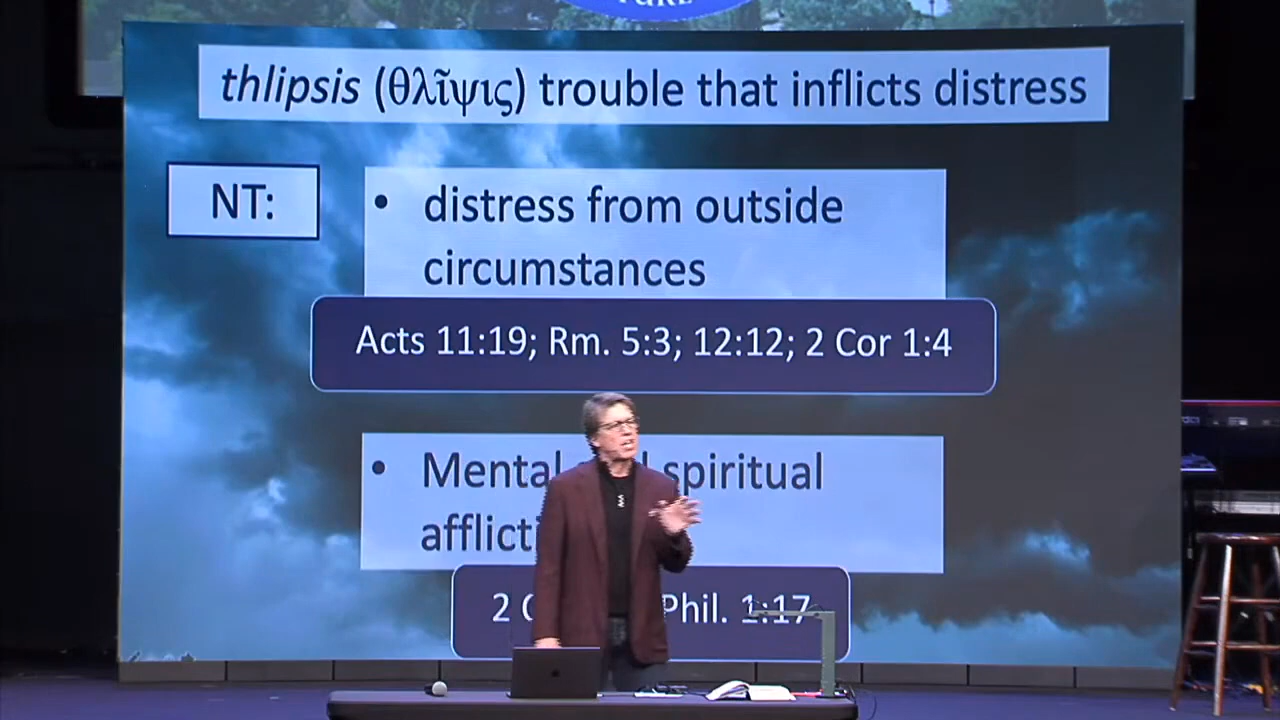 thlipsis (θλῖψις) trouble that inflicts distress
NT:
• distress from outside
circumstances
Acts 11:19; Rm. 5:3; 12:12; 2 Cor 1:4
• Mental spiritual
2 Phil. 1:17